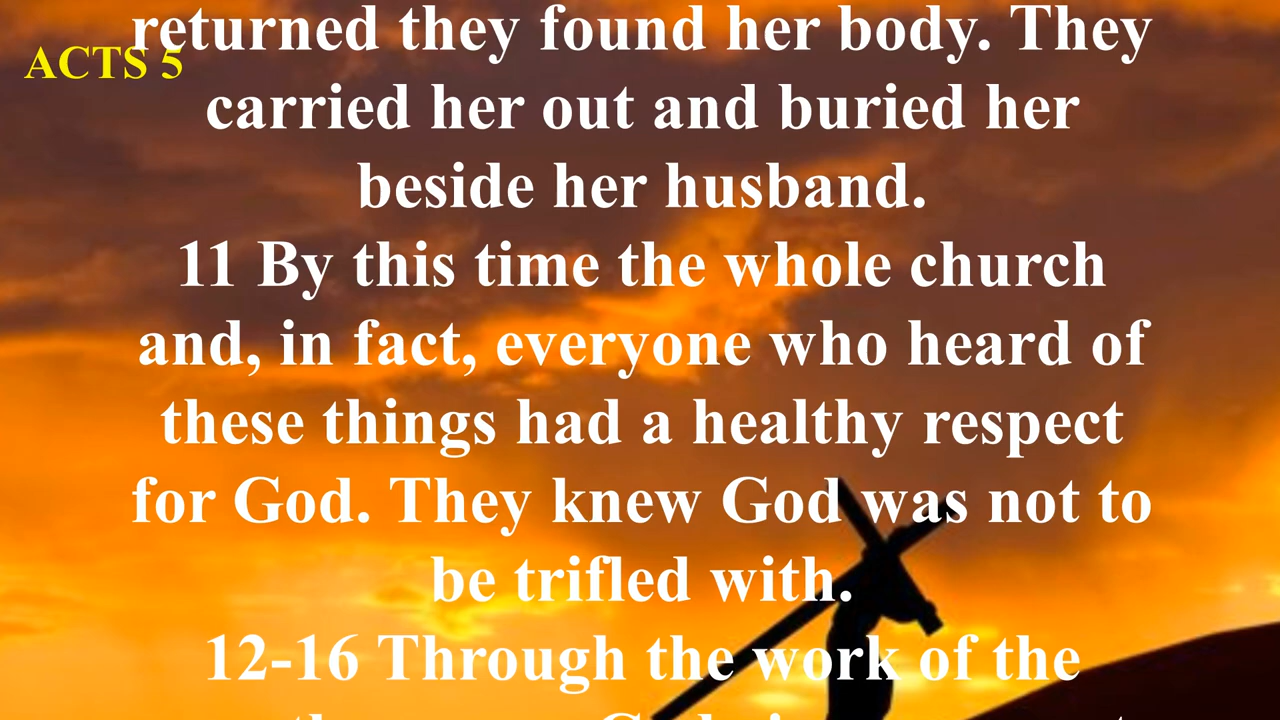 returned they found her body. They
ACTS 5
carried her out and buried her
beside her husband.
11 By this time the whole church
and, in fact, everyone who heard of
these things had a healthy respect
for God. They knew God was not to
be trifled with.
12-16 Through the work of the